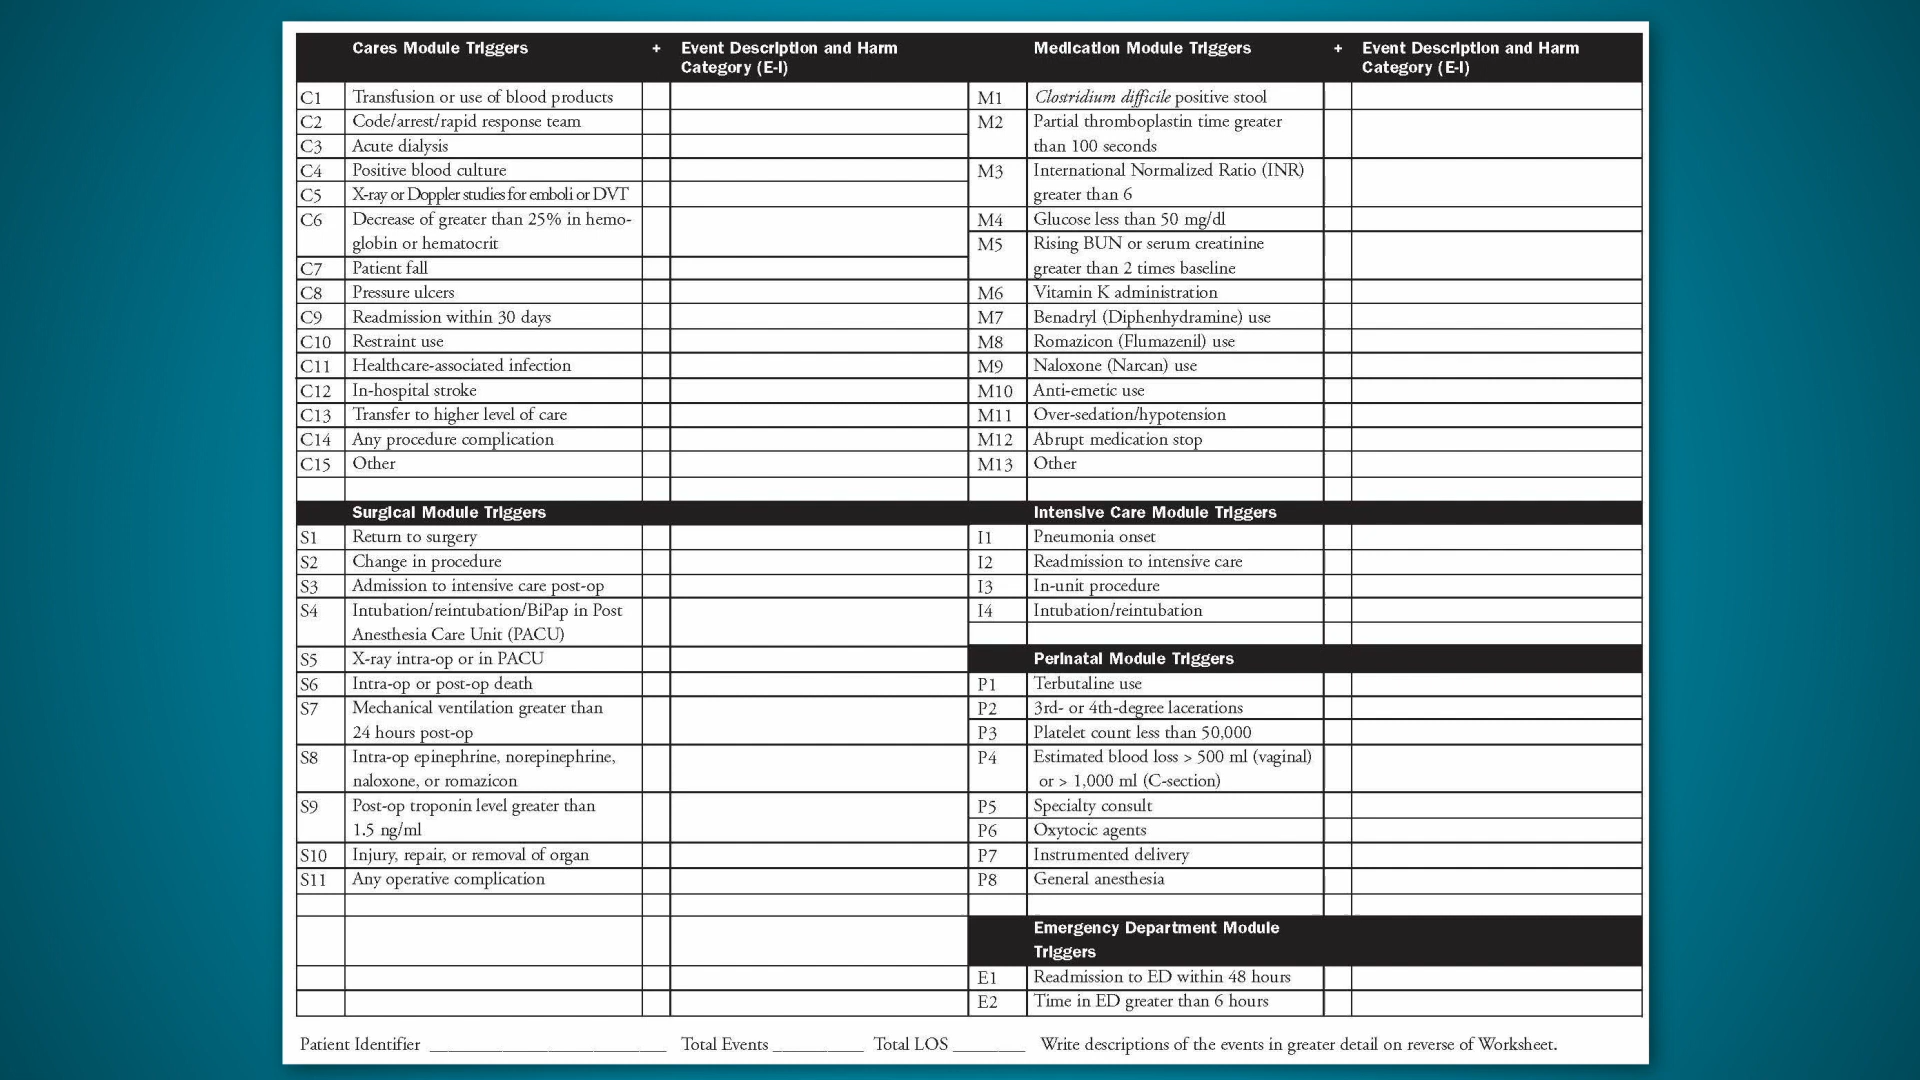 Cares Module Triggers + Event Description and Harm
Category (E-I)
C1 Transfusion or use of blood products
C2 Code/arrest/rapid response team
C3 Acute dialysis
C4 Positive blood culture
C5 X-ray or Doppler studies for emboli or DVT
C6 Decrease of greater than 25% in hemo-
globin or hematocrit
C7 Patient fall
C8 Pressure ulcers
C9 Readmission within 30 days
C10 Restraint use
C11 Healthcare-associated infection
C12 In-hospital stroke
C13 Transfer to higher level of care
C14 Any procedure complication
C15 Other
Surgical Module Triggers
S1 Return to surgery
S2 Change in procedure
S3 Admission to intensive care post-op
S4 Intubation/reintubation/BiPap in Post
Anesthesia Care Unit (PACU)
S5 X-ray intra-op or in PACU
S6 Intra-op or post-op death
S7 Mechanical ventilation greater than
24 hours post-op
S8 Intra-op epinephrine, norepinephrine,
naloxone, or romazicon
S9 Post-op troponin level greater than
1.5 ng/ml
S10 Injury, repair, or removal of organ
S11 Any operative complication
Medication Module Triggers + Event Description and Harm
Category (E-I)
M1 Clostridium difficile positive stool
M2 Partial thromboplastin time greater
than 100 seconds
M3 International Normalized Ratio (INR)
greater than 6
M4 Glucose less than 50 mg/dl
M5 Rising BUN or serum creatinine
greater than 2 times baseline
M6 Vitamin K administration
M7 Benadryl (Diphenhydramine) use
M8 Romazicon (Flumazenil) use
M9 Naloxone (Narcan) use
M10 Anti-emetic use
M11 Over-sedation/hypotension
M12 Abrupt medication stop
M13 Other
Intensive Care Module Triggers
I1 Pneumonia onset
I2 Readmission to intensive care
I3 In-unit procedure
I4 Intubation/reintubation
Perinatal Module Triggers
P1 Terbutaline use
P2 3rd- or 4th-degree lacerations
P3 Platelet count less than 50,000
P4 Estimated blood loss > 500 ml (vaginal)
or > 1,000 ml (C-section)
P5 Specialty consult
P6 Oxytocic agents
P7 Instrumented delivery
P8 General anesthesia
Emergency Department Module
Triggers
E1 Readmission to ED within 48 hours
E2 Time in ED greater than 6 hours
Patient Identifier ____ Total Events ____ Total LOS ____ Write descriptions of the events in greater detail on reverse of Worksheet.